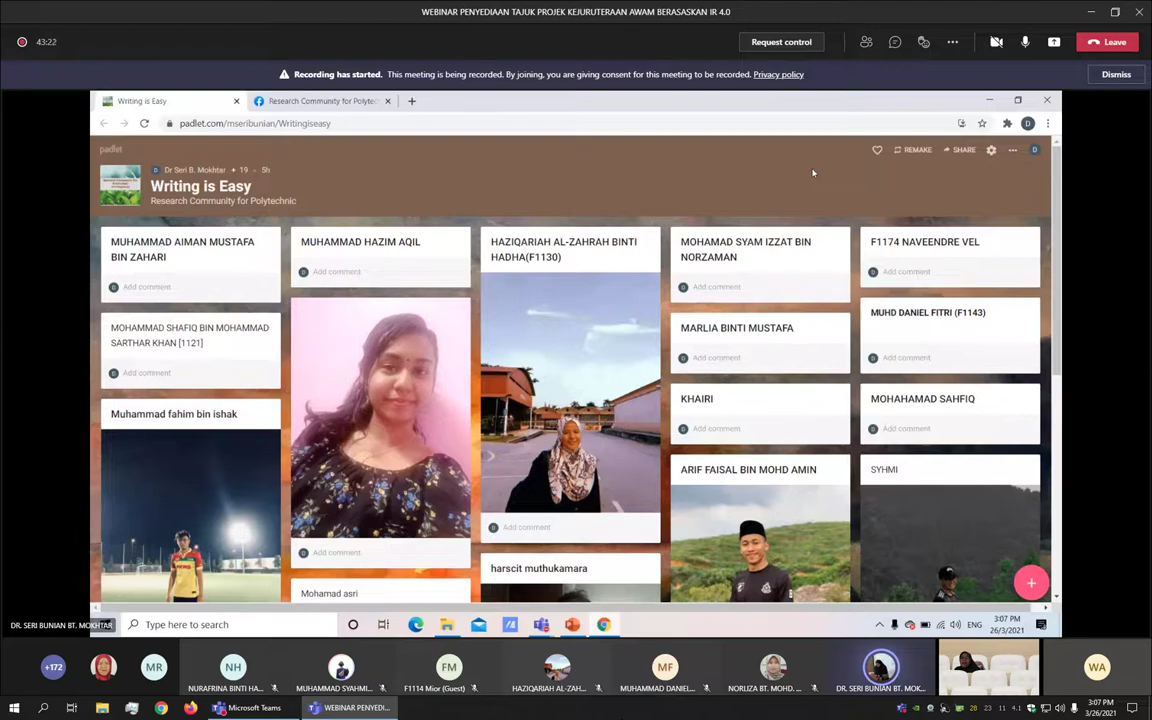 WEBINAR PENYEDIAAN TAJUK PROJEK KEJURUTERAAN AWAM BERASASKAN IR 4.0
43:22
Request control
Leave
Recording has started. This meeting is being recorded. By joining, you are giving consent for this meeting to be recorded. Privacy policy
Dismiss
Writing is Easy
Research Community for Polytec
padlet.com/mseribunian/Writingiseasy
padlet
REMAKE
SHARE
D
Dr Seri B. Mokhtar + 19 - 5h
Writing is Easy
Research Community for Polytechnic
MUHAMMAD AIMAN MUSTAFA
BIN ZAHARI
Add comment
MOHAMMAD SHAFIQ BIN MOHAMMAD
SARTHAR KHAN [1121]
Add comment
Muhammad fahim bin ishak
MUHAMMAD HAZIM AQIL
Add comment
Add comment
Mohamad asri
HAZIQARIAH AL-ZAHRAH BINTI
HADHA(F1130)
Add comment
harscit muthukamara
MOHAMAD SYAM IZZAT BIN
NORZAMAN
Add comment
MARLIA BINTI MUSTAFA
Add comment
KHAIRI
Add comment
ARIF FAISAL BIN MOHD AMIN
F1174 NAVEENDRE VEL
Add comment
MUHD DANIEL FITRI (F1143)
Add comment
MOHAHAMAD SAHFIQ
Add comment
SYHMI
DR. SERI BUNIAN BT. MOKHTAR
Type here to search
ENG
3:07 PM
26/3/2021
+172
MR
NH
NURAFRINA BINTI HA...
MUHAMMAD SYAHMI...
FM
F1114 Mior (Guest)
HAZIQARIAH AL-ZAH...
MF
MUHAMMAD DANIEL...
NORLIZA BT. MOHD. ...
DR. SERI BUNIAN BT. MOK...
WA
Microsoft Teams
WEBINAR PENYEDI...
28
23
11
4.1
3:07 PM
3/26/2021